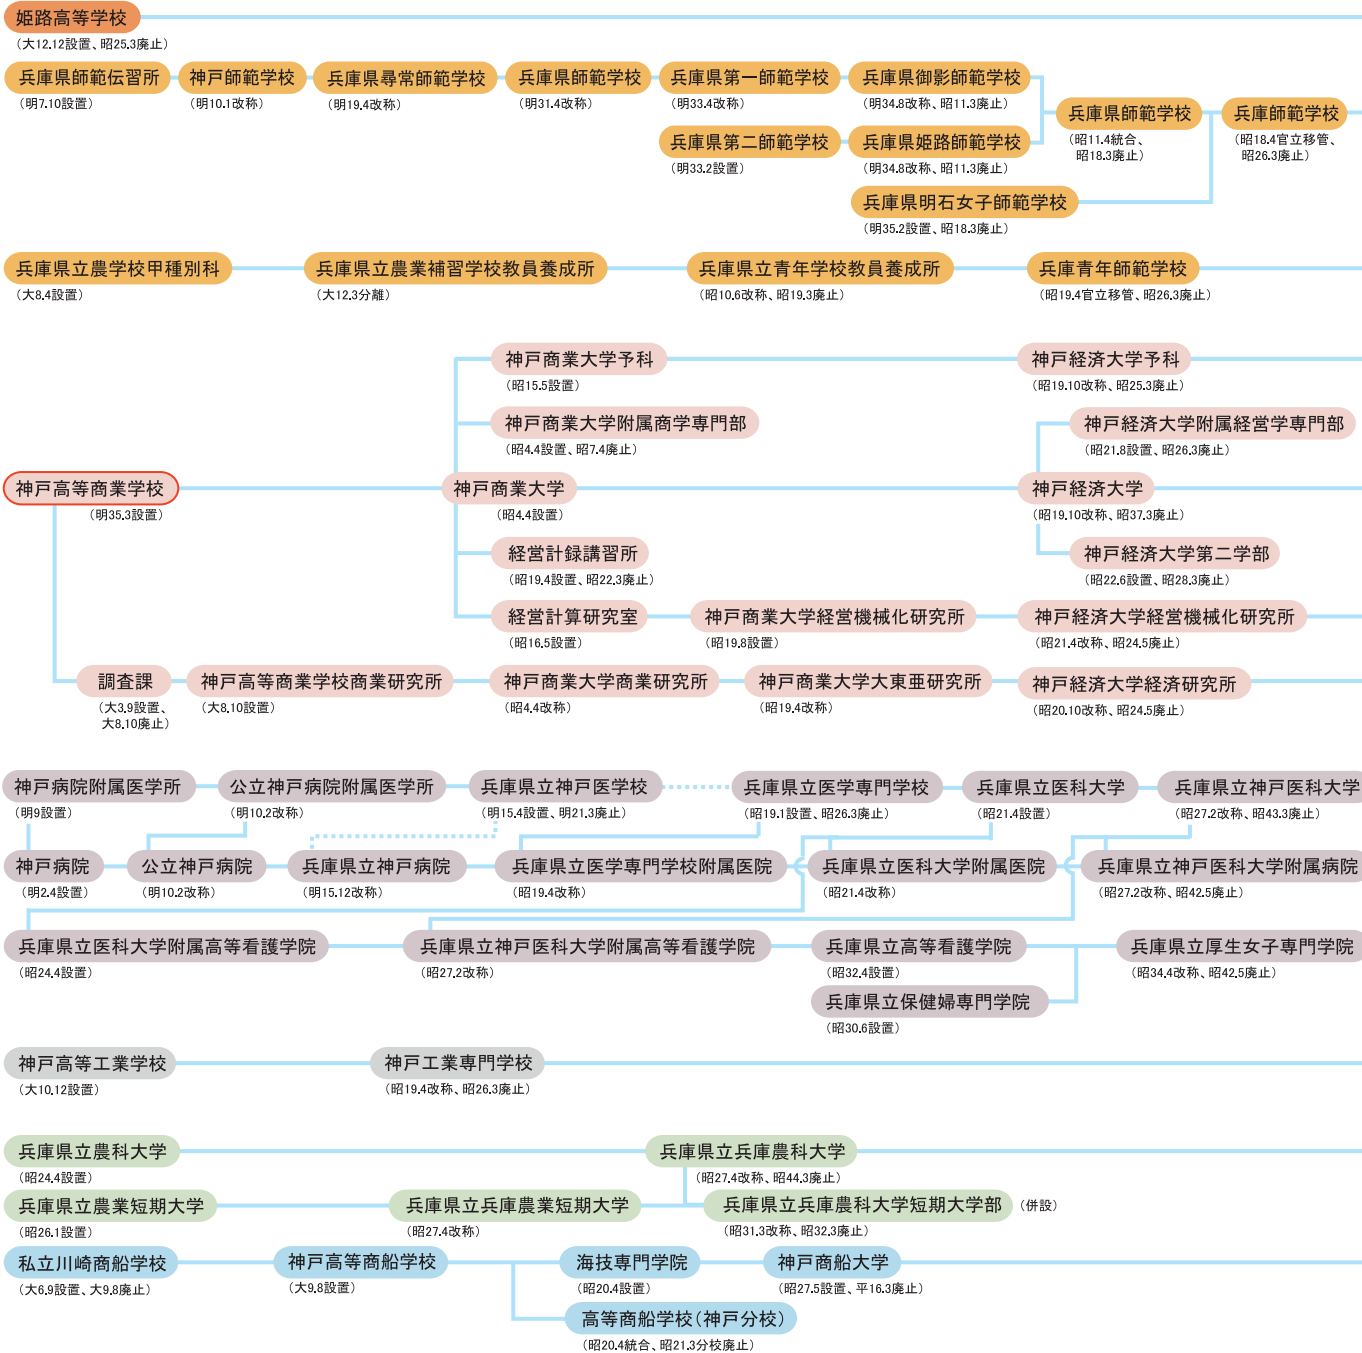 姫路高等学校
（大12.12設置、昭25.3廃止）
兵庫県師範伝習所
（明7.10設置）
神戸師範学校
（明10.1改称）
兵庫県尋常師範学校
（明19.4改称）
兵庫県師範学校
（明31.4改称）
兵庫県第一師範学校
（明33.4改称）
兵庫県御影師範学校
（明34.8改称、昭11.3廃止）
兵庫県第二師範学校
（明33.2設置）
兵庫県姫路師範学校
（明34.8改称、昭11.3廃止）
兵庫県師範学校
（昭11.4統合、
昭18.3廃止）
兵庫師範学校
（昭18.4官立移管、
昭26.3廃止）
兵庫県明石女子師範学校
（明35.2設置、昭18.3廃止）
兵庫県立農学校甲種別科
（大8.4設置）
兵庫県立農業補習学校教員養成所
（大12.3分離）
兵庫県立青年学校教員養成所
（昭10.6改称、昭19.3廃止）
兵庫青年師範学校
（昭19.4官立移管、昭26.3廃止）
神戸商業大学予科
（昭15.5設置）
神戸経済大学予科
（昭19.10改称、昭25.3廃止）
神戸商業大学附属商学専門部
（昭4.4設置、昭7.4廃止）
神戸経済大学附属経営学専門部
（昭21.8設置、昭26.3廃止）
神戸高等商業学校
（明35.3設置）
神戸商業大学
（昭4.4設置）
神戸経済大学
（昭19.10改称、昭37.3廃止）
経営計録講習所
（昭19.4設置、昭22.3廃止）
神戸経済大学第二学部
（昭22.6設置、昭28.3廃止）
経営計算研究室
（昭16.5設置）
神戸商業大学経営機械化研究所
（昭19.8設置）
神戸経済大学経営機械化研究所
（昭21.4改称、昭24.5廃止）
調査課
（大3.9設置、
大8.10廃止）
神戸高等商業学校商業研究所
（大8.10設置）
神戸商業大学商業研究所
（昭4.4改称）
神戸商業大学大東亜研究所
（昭19.4改称）
神戸経済大学経済研究所
（昭20.10改称、昭24.5廃止）
神戸病院附属医学所
（明9設置）
公立神戸病院附属医学所
（明10.2改称）
兵庫県立神戸医学校
（明15.4設置、明21.3廃止）
兵庫県立医学専門学校
（昭19.1設置、昭26.3廃止）
兵庫県立医科大学
（昭21.4設置）
兵庫県立神戸医科大学
（昭27.2改称、昭43.3廃止）
神戸病院
（明2.4設置）
公立神戸病院
（明10.2改称）
兵庫県立神戸病院
（明15.12改称）
兵庫県立医学専門学校附属医院
（昭19.4改称）
兵庫県立医科大学附属医院
（昭21.4改称）
兵庫県立神戸医科大学附属病院
（昭27.2改称、昭42.5廃止）
兵庫県立医科大学附属高等看護学院
（昭24.4設置）
兵庫県立神戸医科大学附属高等看護学院
（昭27.2改称）
兵庫県立高等看護学院
（昭32.4設置）
兵庫県立厚生女子専門学院
（昭34.4改称、昭42.5廃止）
兵庫県立保健婦専門学院
（昭30.6設置）
神戸高等工業学校
（大10.12設置）
神戸工業専門学校
（昭19.4改称、昭26.3廃止）
兵庫県立農科大学
（昭24.4設置）
兵庫県立兵庫農科大学
（昭27.4改称、昭44.3廃止）
兵庫県立農業短期大学
（昭26.1設置）
兵庫県立兵庫農業短期大学
（昭27.4改称）
兵庫県立兵庫農科大学短期大学部 （併設）
（昭31.3改称、昭32.3廃止）
私立川崎商船学校
（大6.9設置、大9.8廃止）
神戸高等商船学校
（大9.8設置）
海技専門学院
（昭20.4設置）
神戸商船大学
（昭27.5設置、平16.3廃止）
高等商船学校（神戸分校）
（昭20.4統合、昭21.3分校廃止）